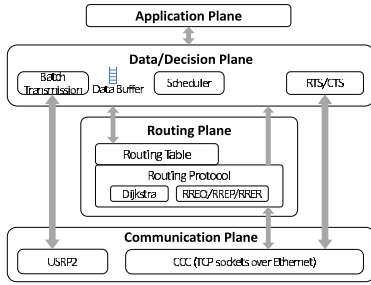 Application Plane
Data/Decision Plane
Batch
Transmission
Data Buffer
Scheduler
RTS/CTS
Routing Plane
Routing Table
Routing Protocol
Dijkstra
RREQ/RREP/RRER
Communication Plane
USRP2
CCC (TCP sockets over Ethernet)